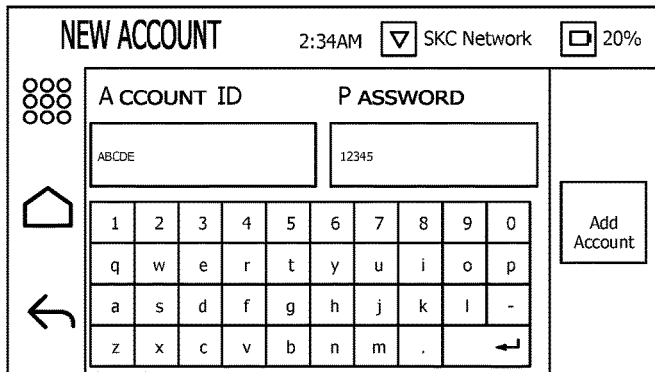 NEW ACCOUNT 2:34AM SKC Network 20%
A CCOUNT ID P ASSWORD
ABCDE 12345
1 2 3 4 5 6 7 8 9 0
q w e r t y u i o p
a s d f g h j k l -
z x c v b n m .
Add
Account